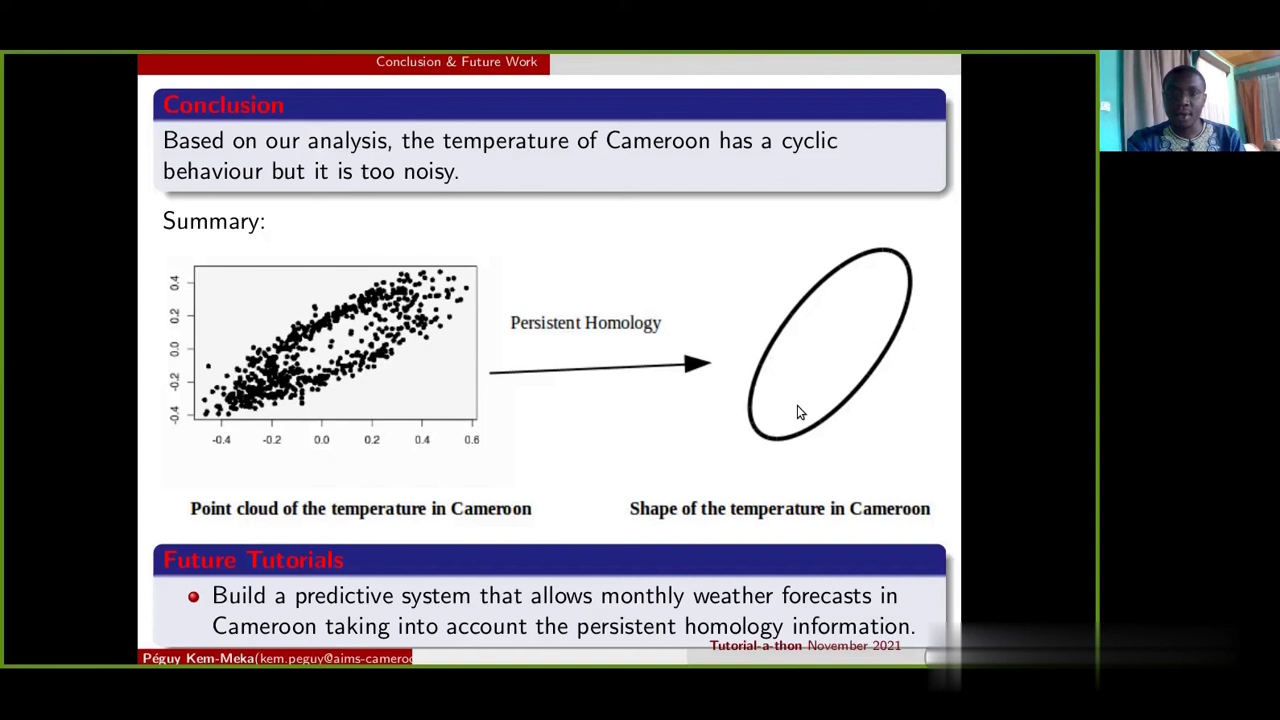 Conclusion & Future Work
Conclusion
Based on our analysis, the temperature of Cameroon has a cyclic
behaviour but it is too noisy.
Summary:
0.4
0.2
0.0
-0.2
-0.4
-0.4 -0.2 0.0 0.2 0.4 0.6
Persistent Homology
Point cloud of the temperature in Cameroon
Shape of the temperature in Cameroon
Future Tutorials
Build a predictive system that allows monthly weather forecasts in
Cameroon taking into account the persistent homology information.
Tutorial-a-thon November 2021
Péguy Kem-Meka(kem.peguy@aims-cameroo